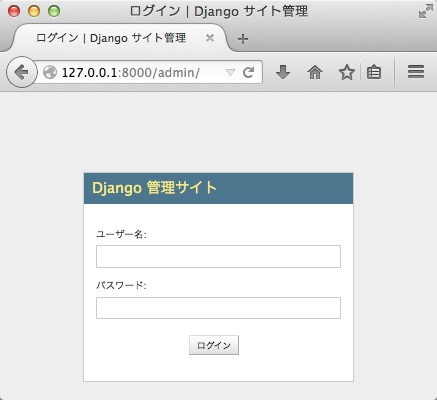 ログイン | Django サイト管理
ログイン | Django サイト管理
127.0.0.1:8000/admin/
Django 管理サイト
ユーザー名:
パスワード:
ログイン